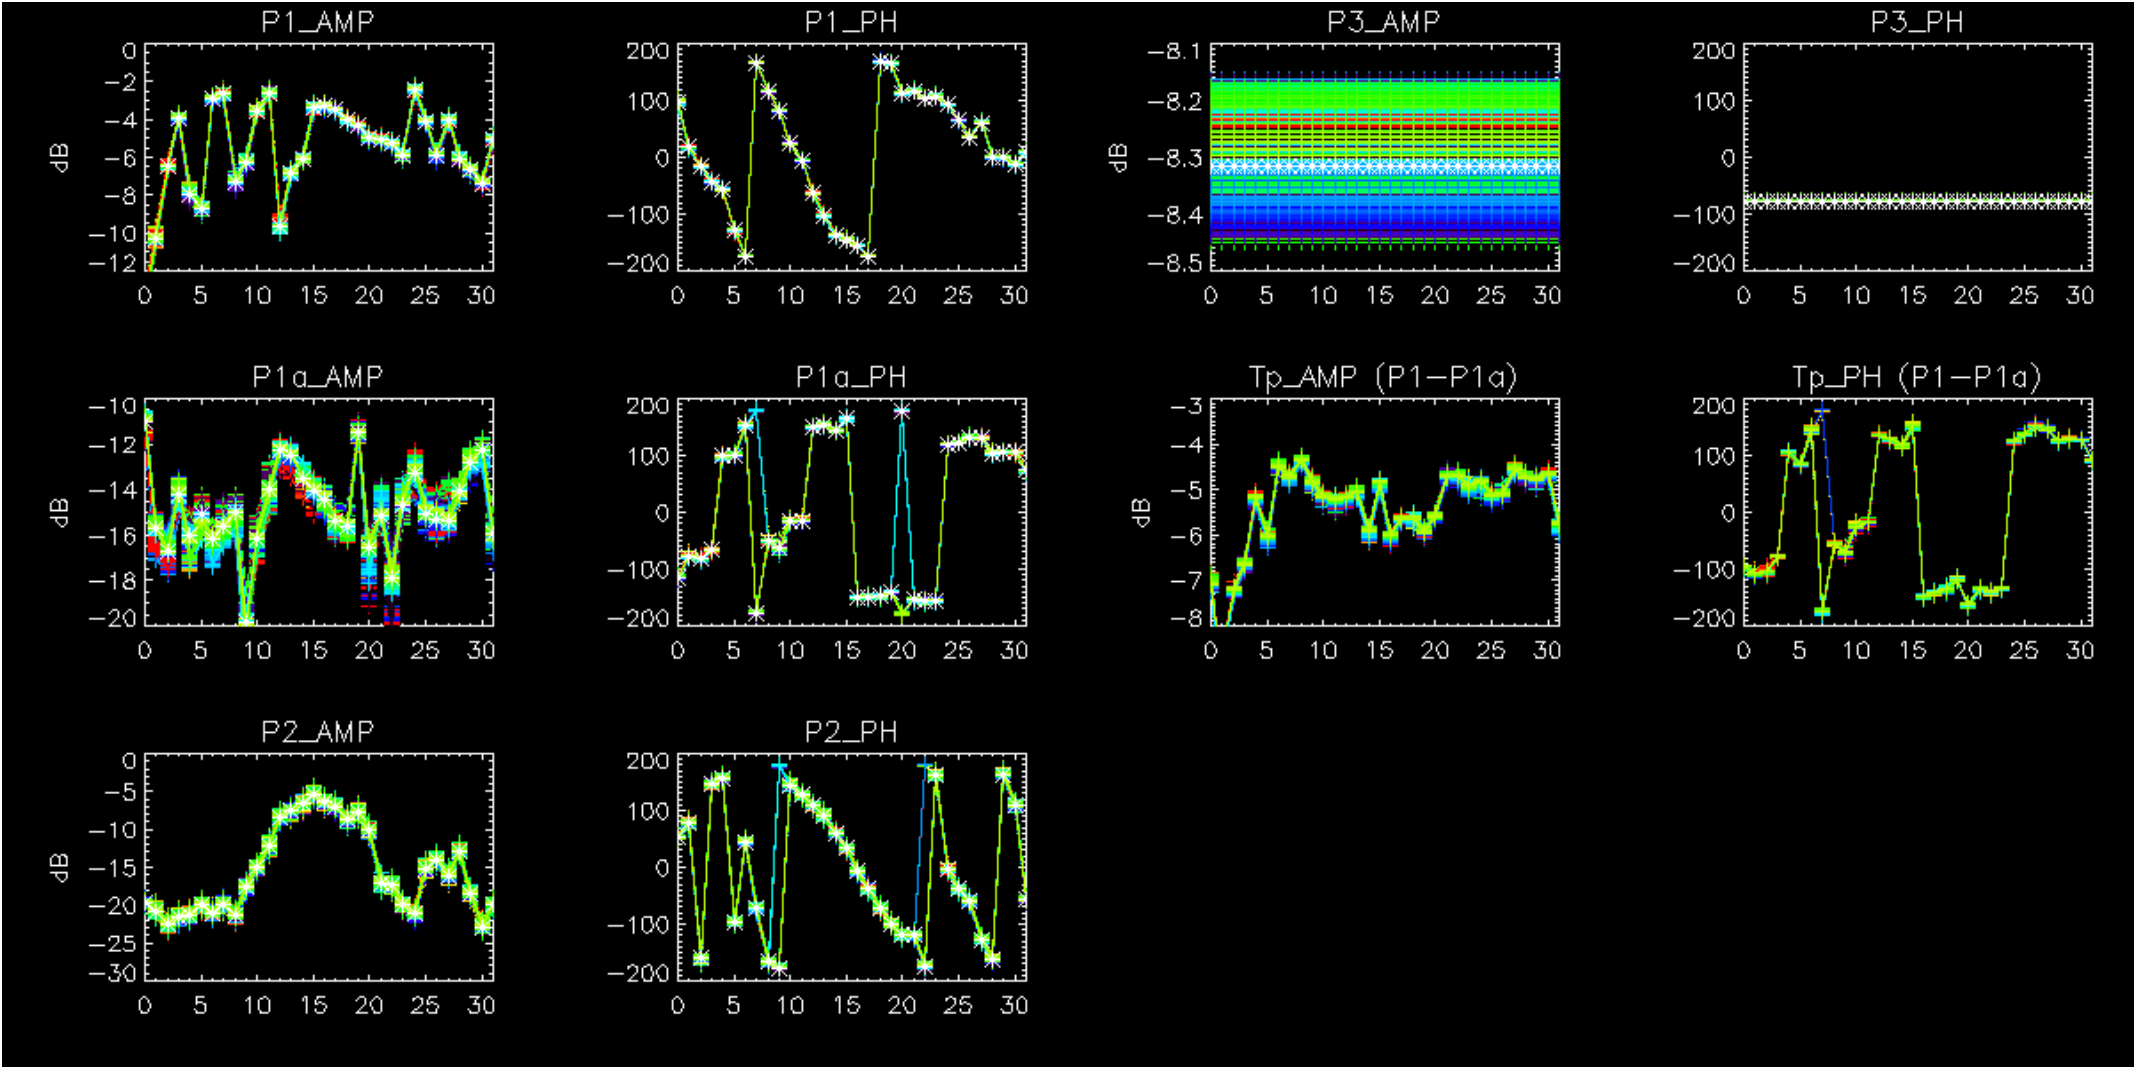 P1_AMP P1_PH P3_AMP P3_PH
0 200 −8.1 200
−2
−4 100 −8.2 100
dB −6 0 dB −8.3 0
−8
−10 −100 −8.4 −100
−12 −200 −8.5 −200
0 5 10 15 20 25 30 0 5 10 15 20 25 30 0 5 10 15 20 25 30 0 5 10 15 20 25 30
P1a_AMP P1a_PH Tp_AMP (P1−P1a) Tp_PH (P1−P1a)
−10 200 −3 200
−12 100 −4 100
−14 −5
dB −16 0 dB −6 0
−18 −100 −7 −100
−20 −200 −8 −200
0 5 10 15 20 25 30 0 5 10 15 20 25 30 0 5 10 15 20 25 30 0 5 10 15 20 25 30
P2_AMP P2_PH
0 200
−5
−10 100
dB −15 0
−20
−25 −100
−30 −200
0 5 10 15 20 25 30 0 5 10 15 20 25 30